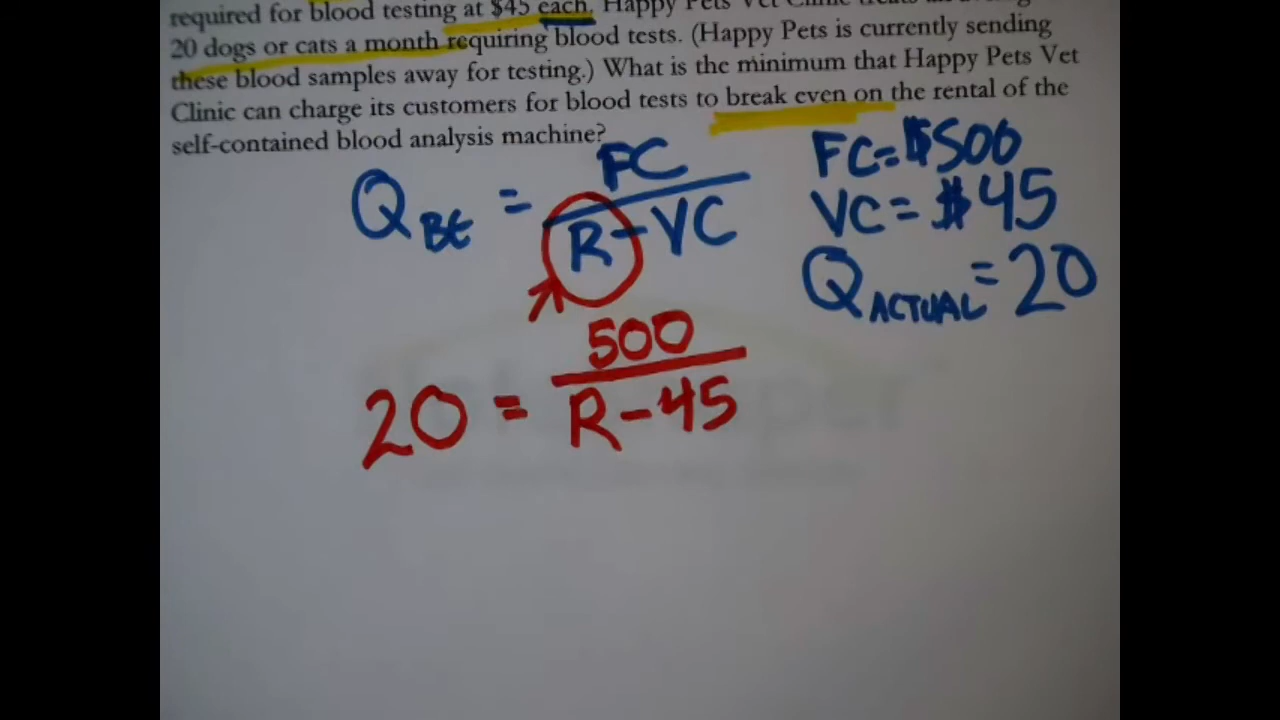 required for blood testing at $45 each. Happy Pets Vet Clinic treats an
20 dogs or cats a month requiring blood tests. (Happy Pets is currently sending
these blood samples away for testing.) What is the minimum that Happy Pets Vet
Clinic can charge its customers for blood tests to break even on the rental of the
self-contained blood analysis machine?
Q BE = FC / R - VC
FC = $500
VC = $45
Q ACTUAL = 20
20 = 500 / R - 45